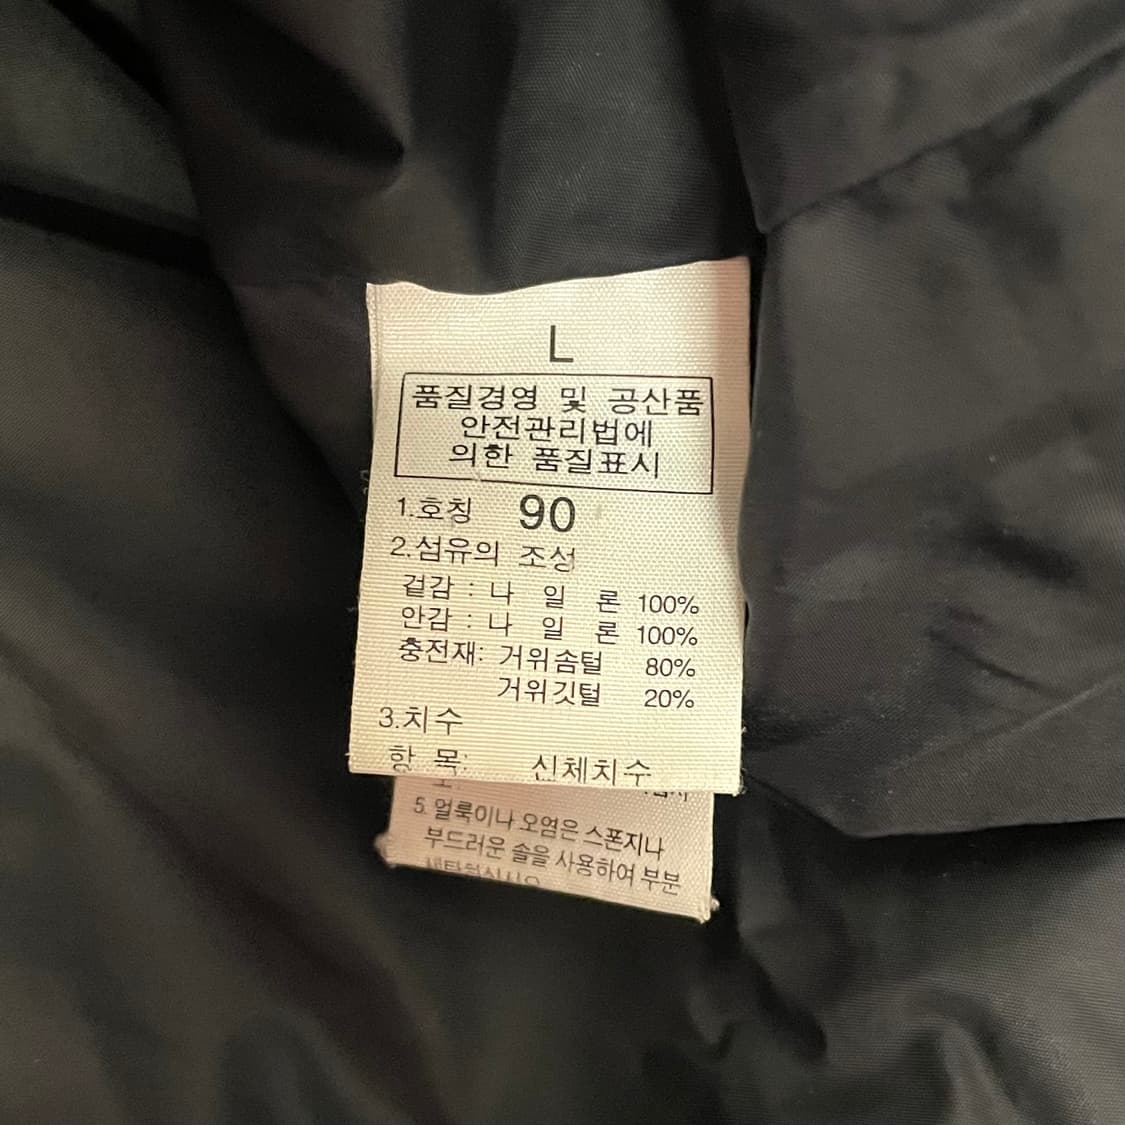 L
품질경영 및 공산품
안전관리법에
의한 품질표시
1.호칭 90
2.섬유의 조성
겉감 : 나 일 론 100%
안감 : 나 일 론 100%
충전재: 거위솜털 80%
거위깃털 20%
3.치수
항 목: 신체치수
5. 얼룩이나 오염은 스폰지나
부드러운 솔을 사용하여 부분